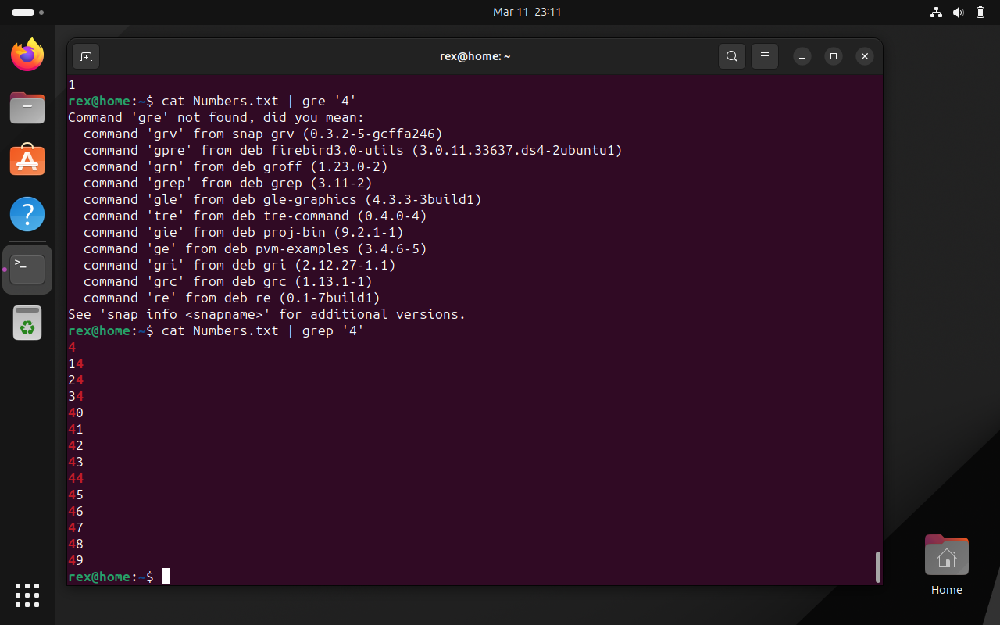 Mar 11 23:11
rex@home: ~
1
rex@home:~$ cat Numbers.txt | gre '4'
Command 'gre' not found, did you mean:
  command 'grv' from snap grv (0.3.2-5-gcffa246)
  command 'gpre' from deb firebird3.0-utils (3.0.11.33637.ds4-2ubuntu1)
  command 'grn' from deb groff (1.23.0-2)
  command 'grep' from deb grep (3.11-2)
  command 'gle' from deb gle-graphics (4.3.3-3build1)
  command 'tre' from deb tre-command (0.4.0-4)
  command 'gie' from deb proj-bin (9.2.1-1)
  command 'ge' from deb pvm-examples (3.4.6-5)
  command 'gri' from deb gri (2.12.27-1.1)
  command 'grc' from deb grc (1.13.1-1)
  command 're' from deb re (0.1-7build1)
See 'snap info <snapname>' for additional versions.
rex@home:~$ cat Numbers.txt | grep '4'
4
14
24
34
40
41
42
43
44
45
46
47
48
49
rex@home:~$
Home